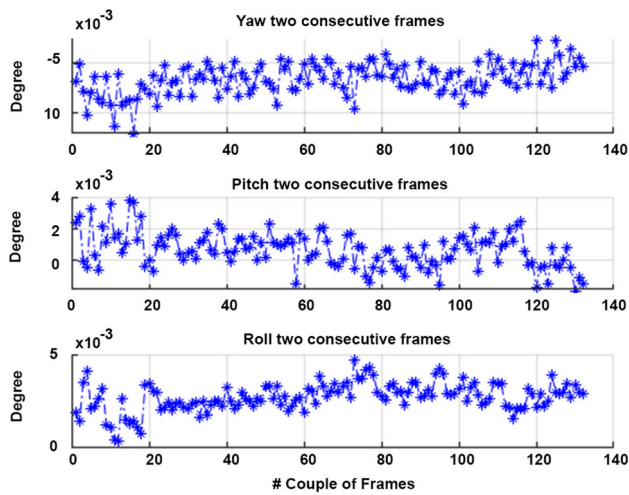 Yaw two consecutive frames
x10^-3
-5
10
Degree
0 20 40 60 80 100 120 140
Pitch two consecutive frames
x10^-3
4
2
0
Degree
0 20 40 60 80 100 120 140
Roll two consecutive frames
x10^-3
5
0
Degree
0 20 40 60 80 100 120 140
# Couple of Frames